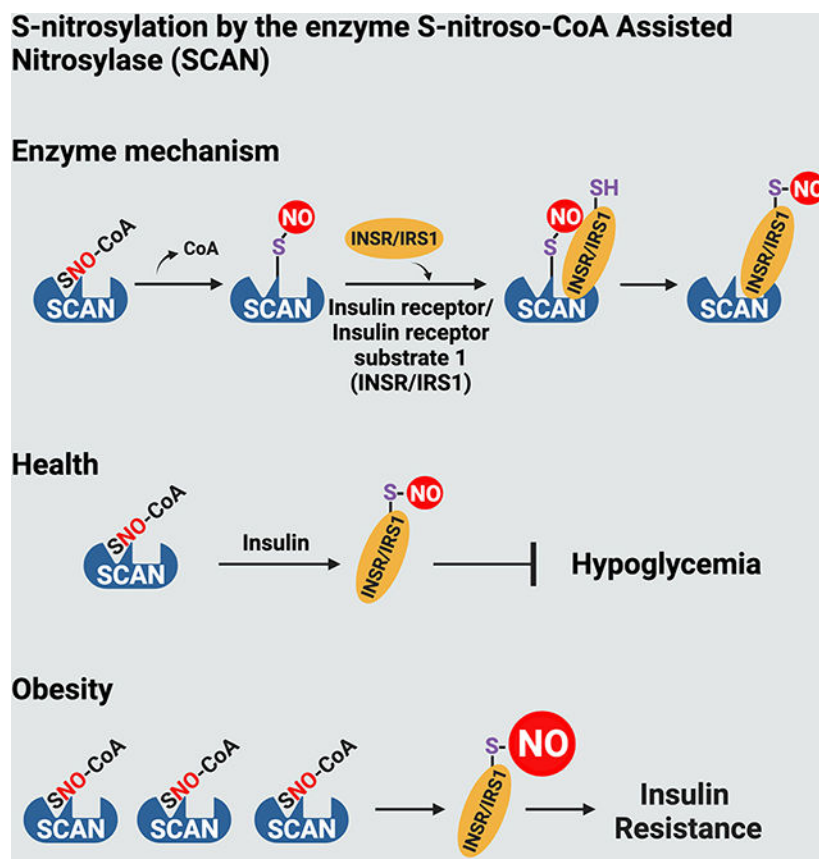 S-nitrosylation by the enzyme S-nitroso-CoA Assisted
Nitrosylase (SCAN)
Enzyme mechanism
SNO-CoA
SCAN
CoA
NO
S
SCAN
INSR/IRS1
Insulin receptor/
Insulin receptor
substrate 1
(INSR/IRS1)
SH
NO
S
INSR/IRS1
SCAN
S-NO
INSR/IRS1
SCAN
Health
SNO-CoA
SCAN
Insulin
S-NO
INSR/IRS1
Hypoglycemia
Obesity
SNO-CoA
SCAN
SNO-CoA
SCAN
SNO-CoA
SCAN
S-NO
INSR/IRS1
Insulin
Resistance